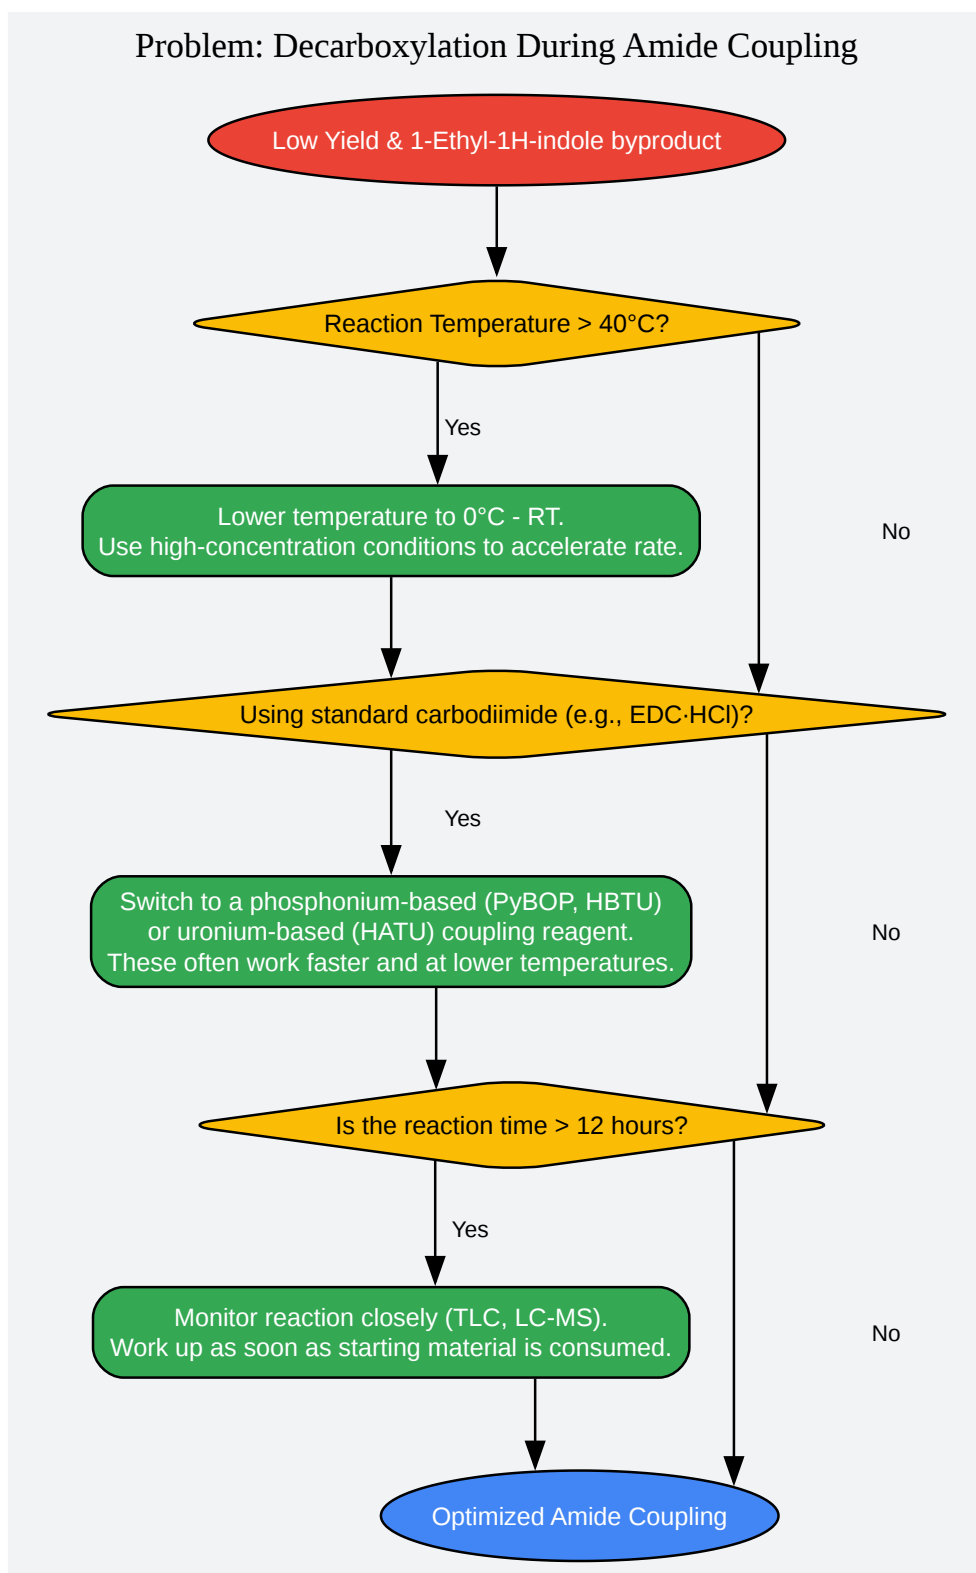 Problem: Decarboxylation During Amide Coupling
Low Yield & 1-Ethyl-1H-indole byproduct
Reaction Temperature > 40°C?
Yes
Lower temperature to 0°C - RT.
Use high-concentration conditions to accelerate rate.
No
Using standard carbodiimide (e.g., EDC·HCl)?
Yes
Switch to a phosphonium-based (PyBOP, HBTU)
or uronium-based (HATU) coupling reagent.
These often work faster and at lower temperatures.
No
Is the reaction time > 12 hours?
Yes
Monitor reaction closely (TLC, LC-MS).
Work up as soon as starting material is consumed.
No
Optimized Amide Coupling